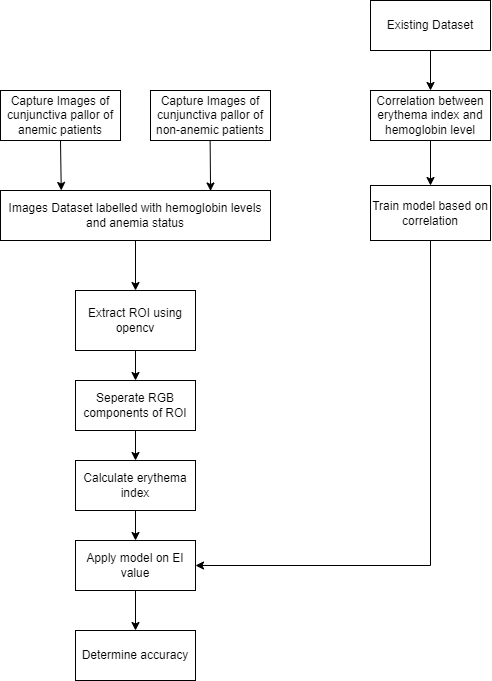 Existing Dataset
Capture Images of
cunjunctiva pallor of
anemic patients
Capture Images of
cunjunctiva pallor of
non-anemic patients
Correlation between
erythema index and
hemoglobin level
Images Dataset labelled with hemoglobin levels
and anemia status
Train model based on
correlation
Extract ROI using
opencv
Seperate RGB
components of ROI
Calculate erythema
index
Apply model on EI
value
Determine accuracy